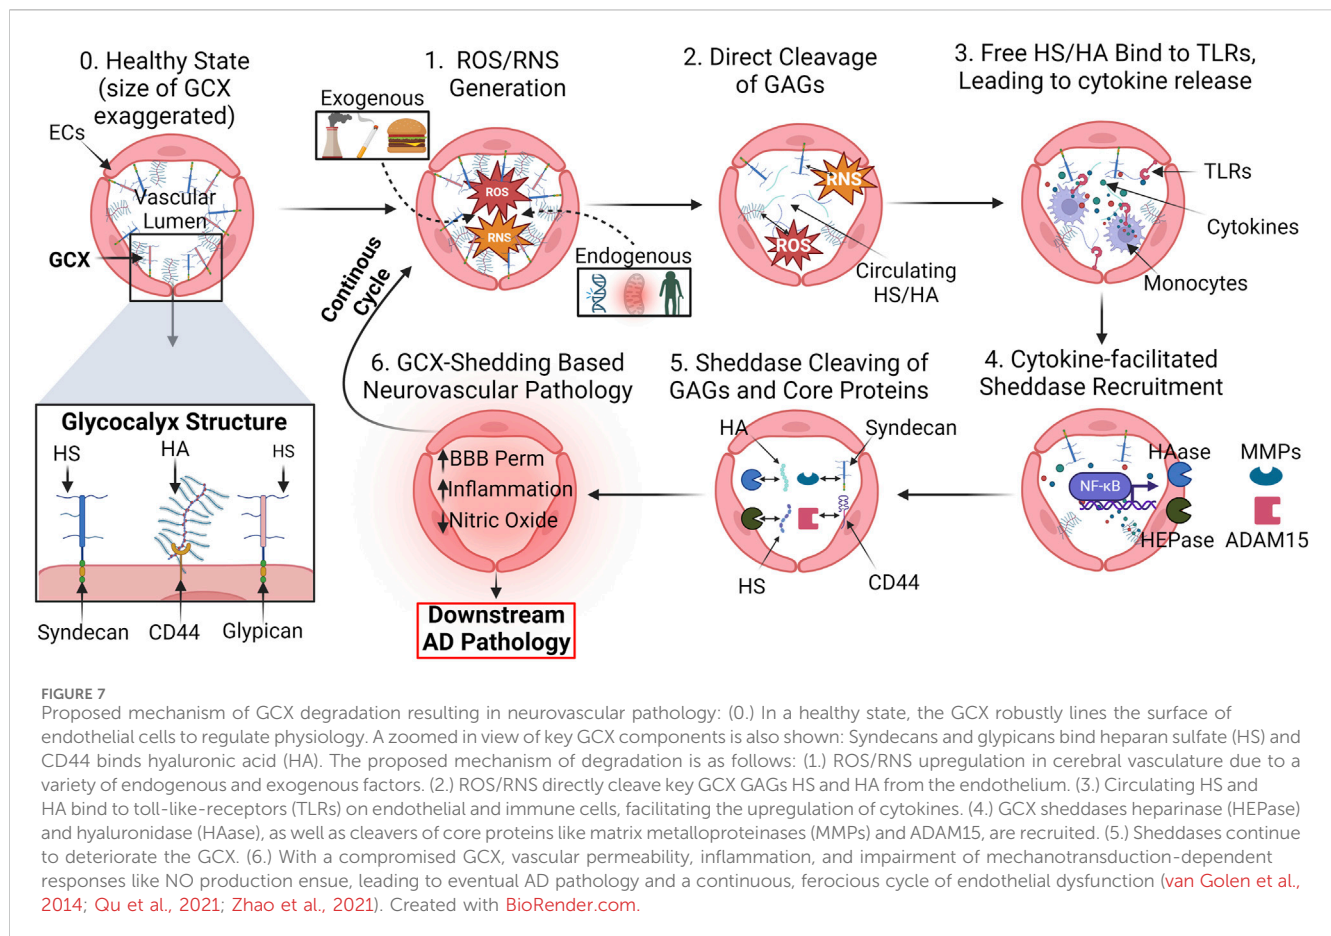 0. Healthy State
(size of GCX
exaggerated)
ECs
Vascular
Lumen
GCX
1. ROS/RNS
Generation
Exogenous
ROS
RNS
Endogenous
2. Direct Cleavage
of GAGs
RNS
ROS
Circulating
HS/HA
3. Free HS/HA Bind to TLRs,
Leading to cytokine release
TLRs
Cytokines
Monocytes
4. Cytokine-facilitated
Sheddase Recruitment
NF-κB
HAase
MMPs
HEPase
ADAM15
5. Sheddase Cleaving of
GAGs and Core Proteins
HA
Syndecan
HS
CD44
6. GCX-Shedding Based
Neurovascular Pathology
BBB Perm
Inflammation
Nitric Oxide
Continous
Cycle
Downstream
AD Pathology
Glycocalyx Structure
HS
HA
HS
Syndecan
CD44
Glypican
FIGURE 7
Proposed mechanism of GCX degradation resulting in neurovascular pathology: (0.) In a healthy state, the GCX robustly lines the surface of
endothelial cells to regulate physiology. A zoomed in view of key GCX components is also shown: Syndecans and glypicans bind heparan sulfate (HS) and
CD44 binds hyaluronic acid (HA). The proposed mechanism of degradation is as follows: (1.) ROS/RNS upregulation in cerebral vasculature due to a
variety of endogenous and exogenous factors. (2.) ROS/RNS directly cleave key GCX GAGs HS and HA from the endothelium. (3.) Circulating HS and
HA bind to toll-like-receptors (TLRs) on endothelial and immune cells, facilitating the upregulation of cytokines. (4.) GCX sheddases heparinase (HEPase)
and hyaluronidase (HAase), as well as cleavers of core proteins like matrix metalloproteinases (MMPs) and ADAM15, are recruited. (5.) Sheddases continue
to deteriorate the GCX. (6.) With a compromised GCX, vascular permeability, inflammation, and impairment of mechanotransduction-dependent
responses like NO production ensue, leading to eventual AD pathology and a continuous, ferocious cycle of endothelial dysfunction (van Golen et al.,
2014; Qu et al., 2021; Zhao et al., 2021). Created with BioRender.com.